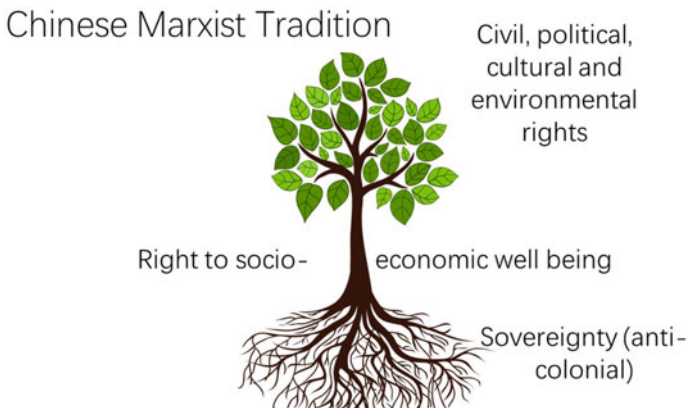 Chinese Marxist Tradition
Civil, political,
cultural and
environmental
rights
Right to socio- economic well being
Sovereignty (anti-
colonial)